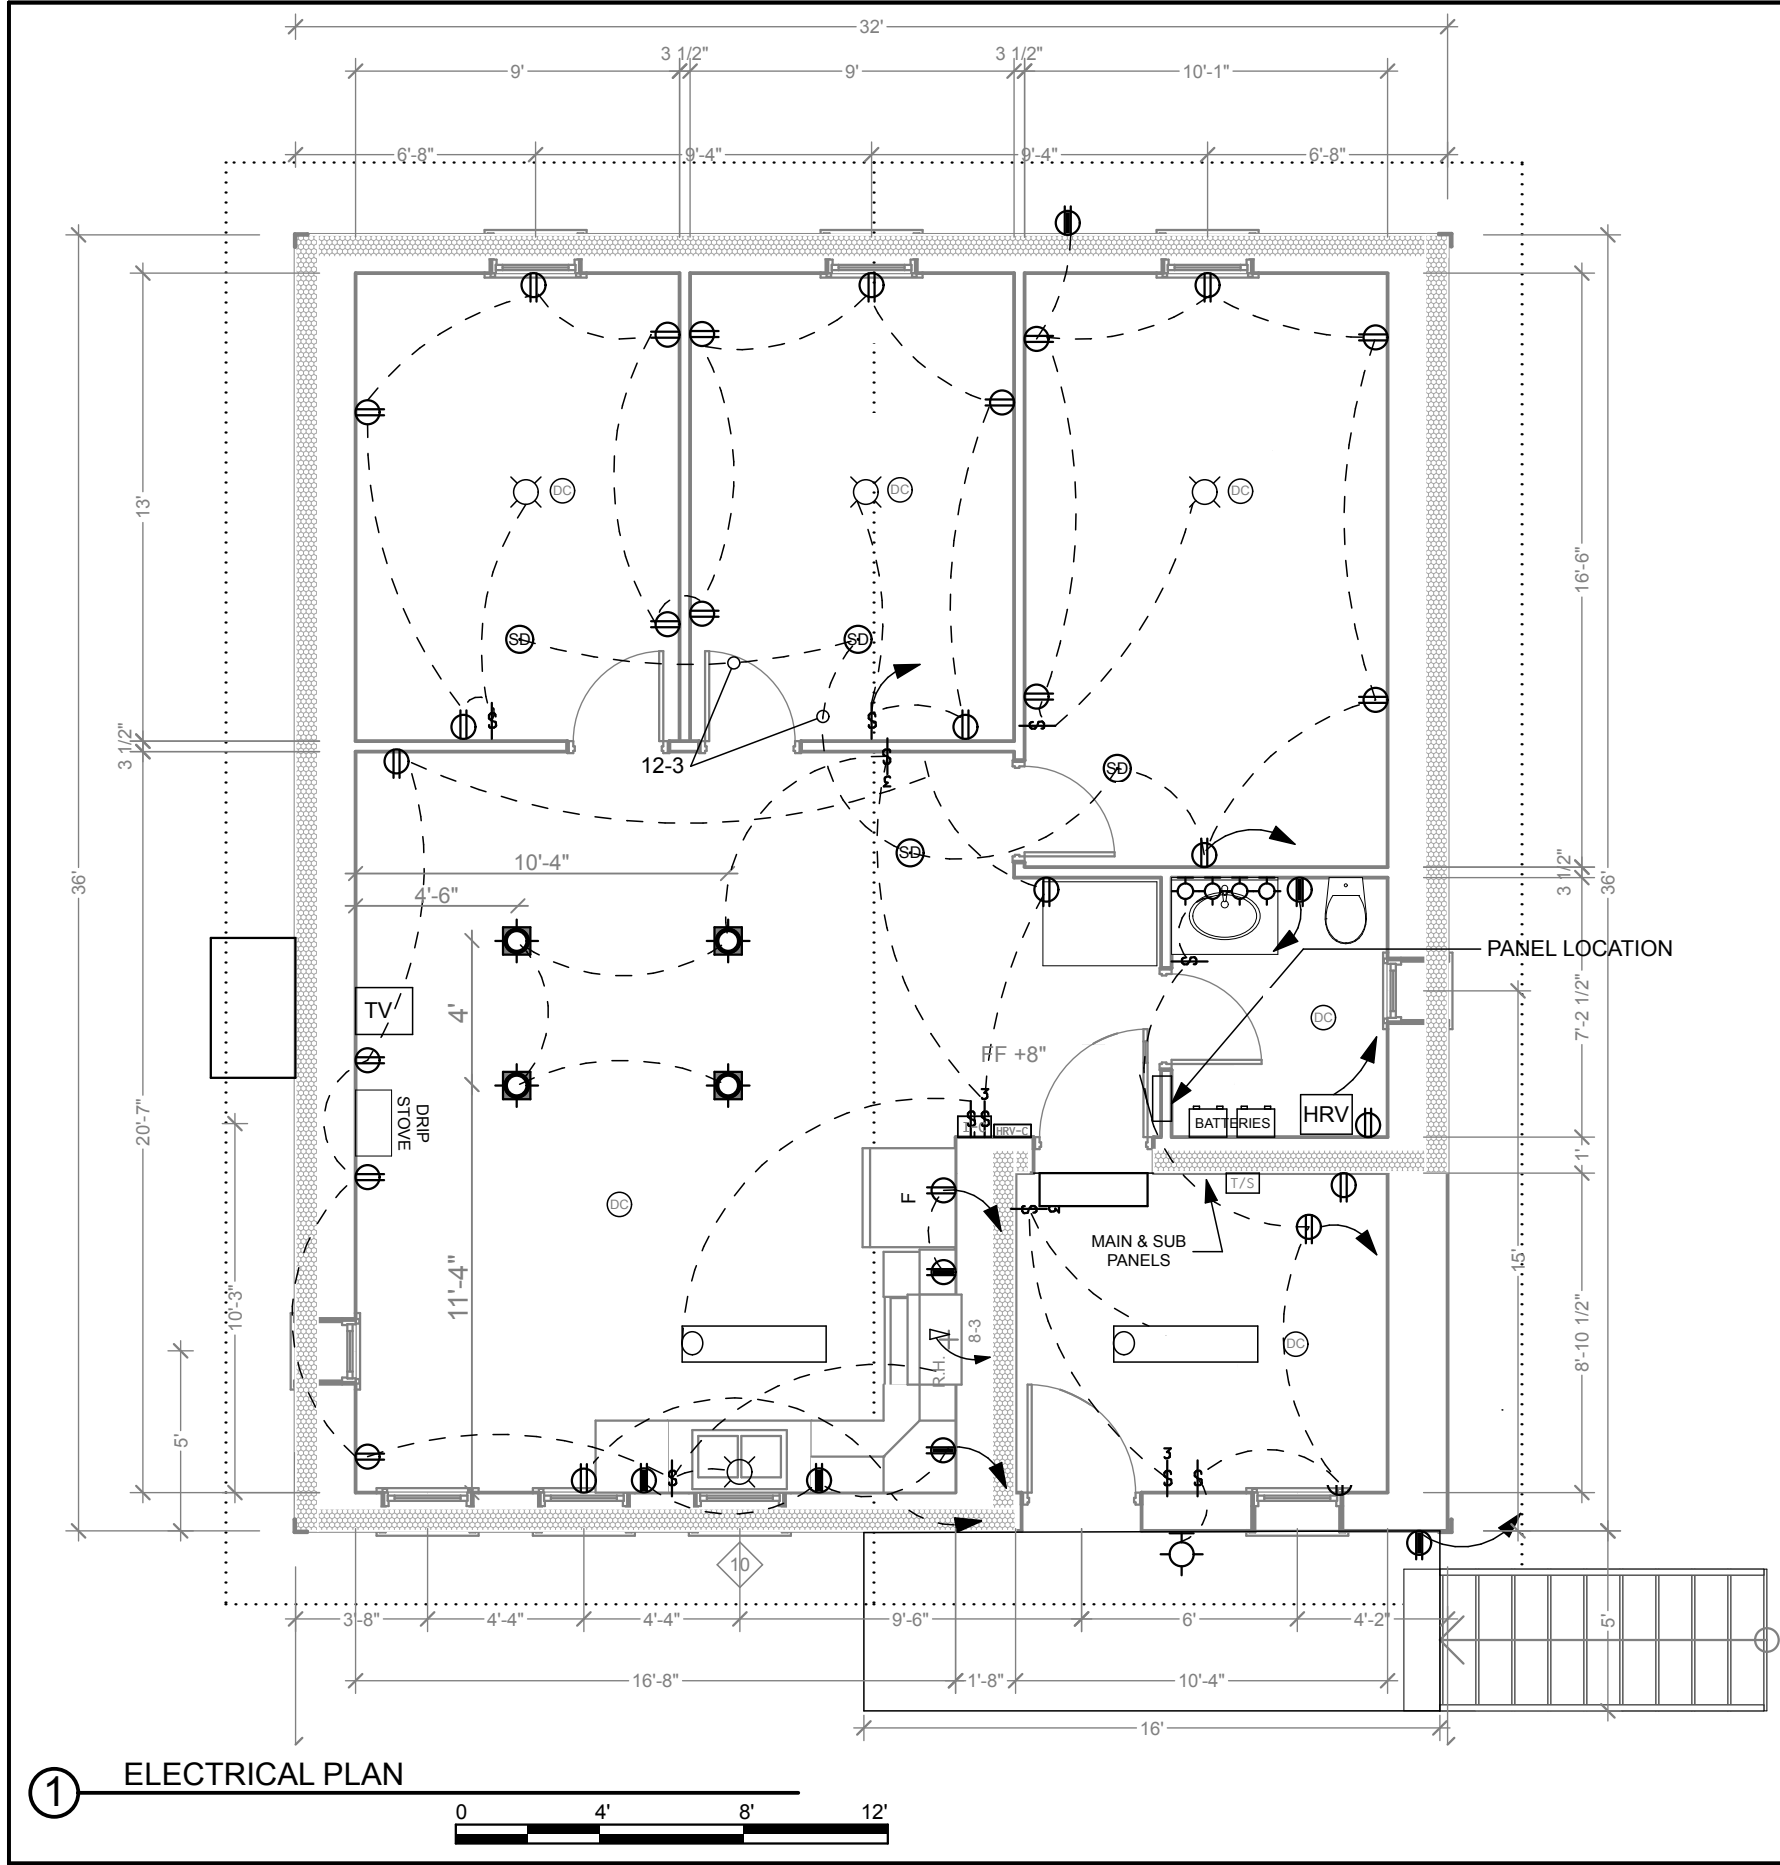 32'
3 1/2" 3 1/2"
9' 9' 10'-1"
6'-8" 9'-4" 9'-4" 6'-8"
DC DC DC
13'
16'-6"
SD SD
S S S
3 1/2"
12-3
S
3
SD
SD
36'
10'-4"
3 1/2"
36'
4'-6"
PANEL LOCATION
S
TV
4'
DC
7'-2 1/2"
FF +8"
DRIP
STOVE
3
S S
HRV-C
BATTERIES
HRV
20'-7"
1'
T/S
F
DC
S 3
MAIN & SUB
PANELS
15'
11'-4"
10'-3"
8-3
R.H.
DC
8'-10 1/2"
5'
3
S S S
10
3'-8" 4'-4" 4'-4" 9'-6" 6' 4'-2"
5'
16'-8" 1'-8" 10'-4"
16'
1 ELECTRICAL PLAN
0 4' 8' 12'